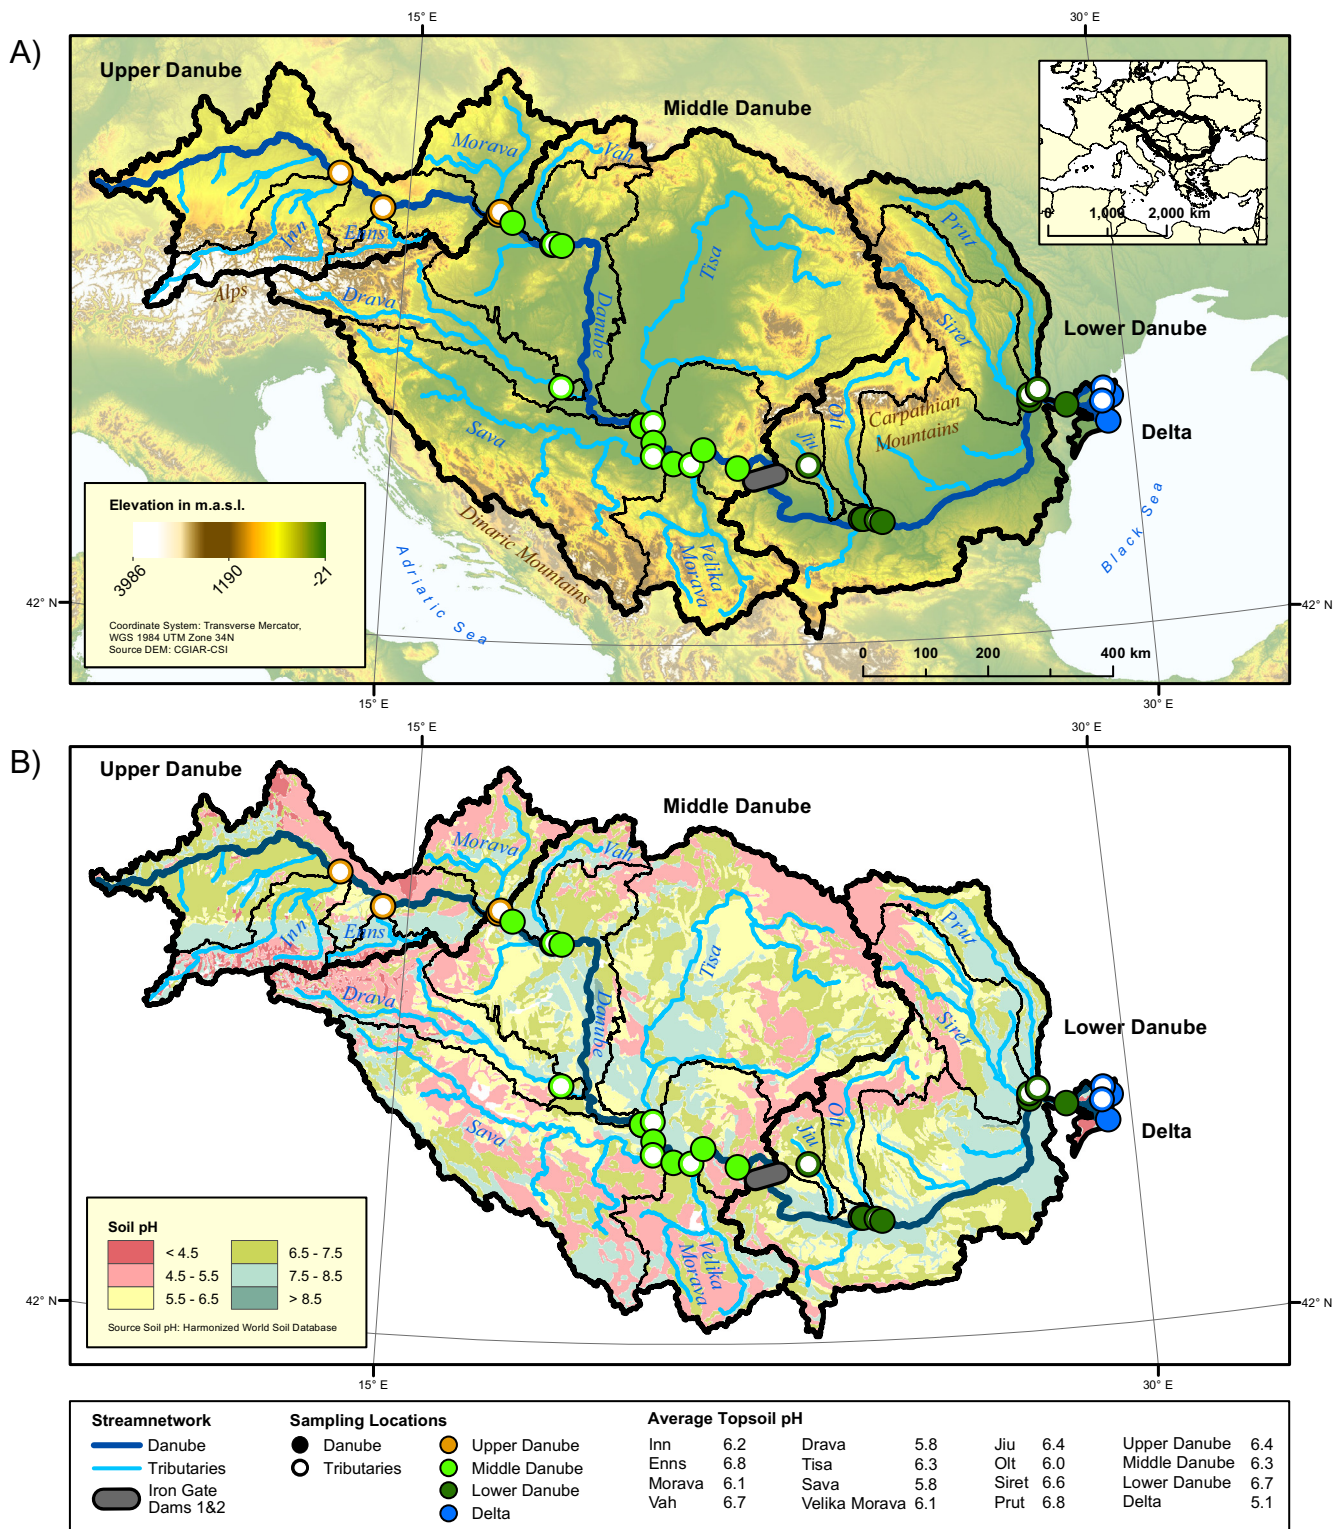 A)
15° E
30° E
Upper Danube
Middle Danube
Morava
Vah
Inn
Enns
Alps
Drava
Danube
Tisa
Prut
Siret
0 1,000 2,000 km
Lower Danube
Delta
Carpathian
Mountains
Olt
Jiu
Sava
Dinaric Mountains
Velika
Morava
Adriatic Sea
Black Sea
Elevation in m.a.s.l.
3986 1190 -21
Coordinate System: Transverse Mercator,
WGS 1984 UTM Zone 34N
Source DEM: CGIAR-CSI
42° N
42° N
0 100 200 400 km
15° E
30° E
B)
15° E
30° E
Upper Danube
Middle Danube
Morava
Vah
Inn
Enns
Drava
Danube
Tisa
Prut
Siret
Lower Danube
Delta
Olt
Jiu
Sava
Velika
Morava
Soil pH
< 4.5 6.5 - 7.5
4.5 - 5.5 7.5 - 8.5
5.5 - 6.5 > 8.5
Source Soil pH: Harmonized World Soil Database
42° N
42° N
15° E
30° E
Streamnetwork
Danube
Tributaries
Iron Gate
Dams 1&2
Sampling Locations
Danube
Tributaries
Upper Danube
Middle Danube
Lower Danube
Delta
Average Topsoil pH
Inn 6.2 Drava 5.8 Jiu 6.4 Upper Danube 6.4
Enns 6.8 Tisa 6.3 Olt 6.0 Middle Danube 6.3
Morava 6.1 Sava 5.8 Siret 6.6 Lower Danube 6.7
Vah 6.7 Velika Morava 6.1 Prut 6.8 Delta 5.1